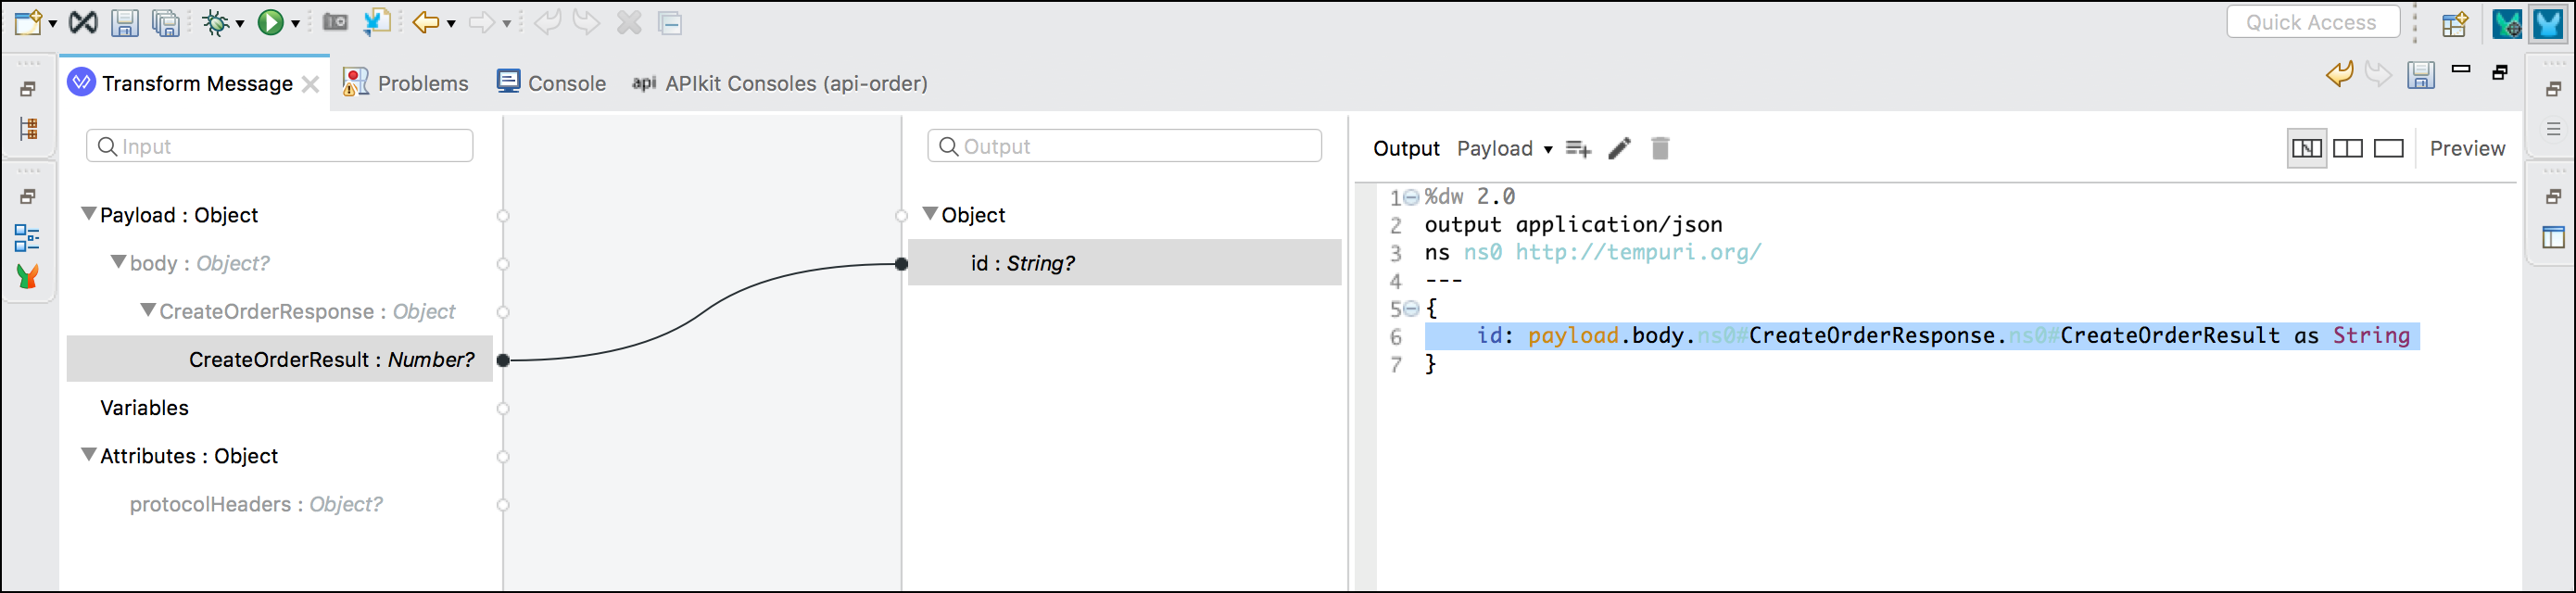 Quick Access
Transform Message
Problems
Console
api APIkit Consoles (api-order)
Input
Payload : Object
body : Object?
CreateOrderResponse : Object
CreateOrderResult : Number?
Variables
Attributes : Object
protocolHeaders : Object?
Output
Object
id : String?
Output Payload
Preview
1 %dw 2.0
2 output application/json
3 ns ns0 http://tempuri.org/
4 ---
5 {
6 id: payload.body.ns0#CreateOrderResponse.ns0#CreateOrderResult as String
7 }